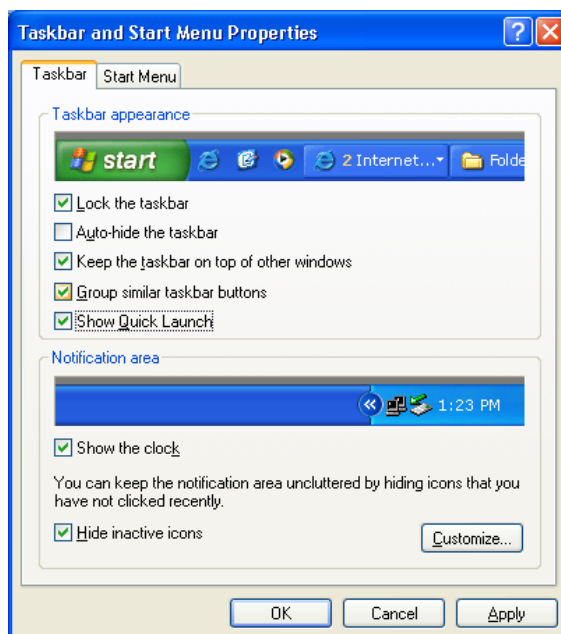 Taskbar and Start Menu Properties
?
Taskbar Start Menu
Taskbar appearance
start 2 Internet... Folde
Lock the taskbar
Auto-hide the taskbar
Keep the taskbar on top of other windows
Group similar taskbar buttons
Show Quick Launch
Notification area
1:23 PM
Show the clock
You can keep the notification area uncluttered by hiding icons that you
have not clicked recently.
Hide inactive icons
Customize...
OK Cancel Apply